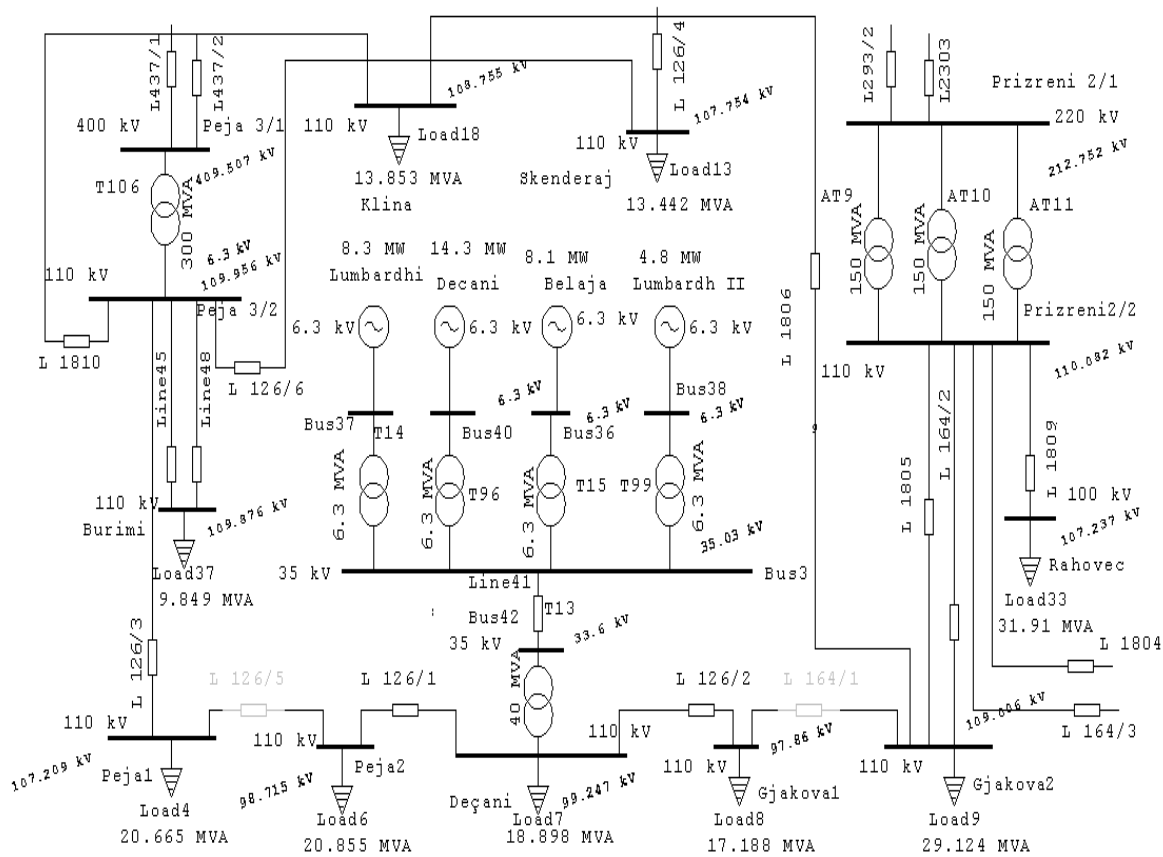 L437/1
L437/2
L 126/4
L293/2
L2303
Prizreni 2/1
400 kV
Peja 3/1
409.507 kV
110 kV
108.755 kV
Load18
13.853 MVA
Klina
110 kV
107.754 kV
Skenderaj
Load13
13.442 MVA
220 kV
212.752 kV
T106
300 MVA
6.3 kV
109.956 kV
110 kV
Peja 3/2
AT9
AT10
AT11
150 MVA
150 MVA
150 MVA
Prizreni2/2
110 kV
110.082 kV
8.3 MW
14.3 MW
8.1 MW
4.8 MW
Lumbardhi
Decani
Belaja
Lumbardh II
6.3 kV
6.3 kV
6.3 kV
6.3 kV
L 1810
Line45
Line48
L 126/6
L 1806
6.3 kV
6.3 kV
Bus38
6.3 kV
Bus37
T14
Bus40
Bus36
6.3 MVA
6.3 MVA
T96
6.3 MVA
T15
T99
6.3 MVA
35.03 kV
L 1805
L 164/2
L 1809
100 kV
107.237 kV
Rahovec
Load33
31.91 MVA
110 kV
Burimi
109.876 kV
Load37
9.849 MVA
35 kV
Bus3
Line41
Bus42
T13
35 kV
33.6 kV
40 MVA
L 126/3
L 126/5
L 126/1
L 126/2
L 164/1
L 1804
L 164/3
110 kV
107.209 kV
Peja1
Load4
20.665 MVA
110 kV
Peja2
98.715 kV
Load6
20.855 MVA
110 kV
Deçani
99.247 kV
Load7
18.898 MVA
110 kV
97.86 kV
Gjakova1
Load8
17.188 MVA
109.006 kV
110 kV
Gjakova2
Load9
29.124 MVA